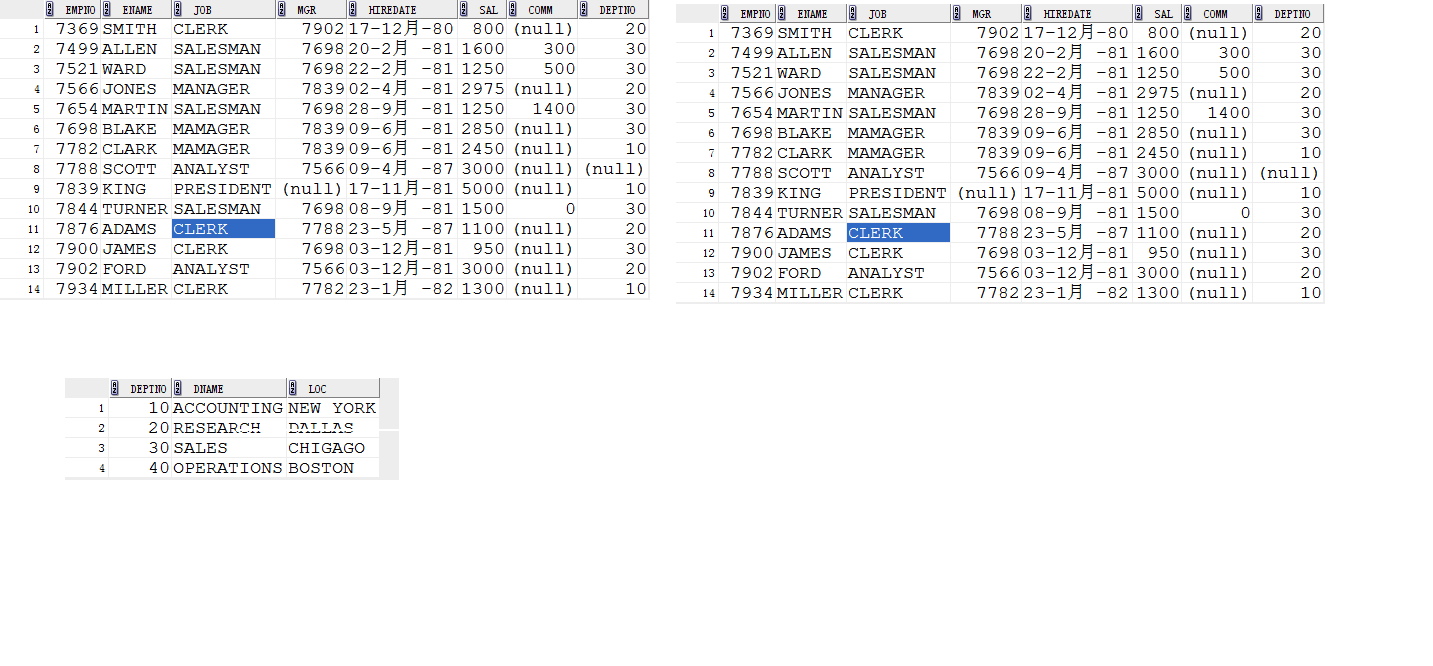 EMPNO ENAME JOB MGR HIREDATE SAL COMM DEPTNO
1 7369 SMITH CLERK 7902 17-12月-80 800 (null) 20
2 7499 ALLEN SALESMAN 7698 20-2月 -81 1600 300 30
3 7521 WARD SALESMAN 7698 22-2月 -81 1250 500 30
4 7566 JONES MANAGER 7839 02-4月 -81 2975 (null) 20
5 7654 MARTIN SALESMAN 7698 28-9月 -81 1250 1400 30
6 7698 BLAKE MAMAGER 7839 09-6月 -81 2850 (null) 30
7 7782 CLARK MAMAGER 7839 09-6月 -81 2450 (null) 10
8 7788 SCOTT ANALYST 7566 09-4月 -87 3000 (null) (null)
9 7839 KING PRESIDENT (null) 17-11月-81 5000 (null) 10
10 7844 TURNER SALESMAN 7698 08-9月 -81 1500 0 30
11 7876 ADAMS CLERK 7788 23-5月 -87 1100 (null) 20
12 7900 JAMES CLERK 7698 03-12月-81 950 (null) 30
13 7902 FORD ANALYST 7566 03-12月-81 3000 (null) 20
14 7934 MILLER CLERK 7782 23-1月 -82 1300 (null) 10
EMPNO ENAME JOB MGR HIREDATE SAL COMM DEPTNO
1 7369 SMITH CLERK 7902 17-12月-80 800 (null) 20
2 7499 ALLEN SALESMAN 7698 20-2月 -81 1600 300 30
3 7521 WARD SALESMAN 7698 22-2月 -81 1250 500 30
4 7566 JONES MANAGER 7839 02-4月 -81 2975 (null) 20
5 7654 MARTIN SALESMAN 7698 28-9月 -81 1250 1400 30
6 7698 BLAKE MAMAGER 7839 09-6月 -81 2850 (null) 30
7 7782 CLARK MAMAGER 7839 09-6月 -81 2450 (null) 10
8 7788 SCOTT ANALYST 7566 09-4月 -87 3000 (null) (null)
9 7839 KING PRESIDENT (null) 17-11月-81 5000 (null) 10
10 7844 TURNER SALESMAN 7698 08-9月 -81 1500 0 30
11 7876 ADAMS CLERK 7788 23-5月 -87 1100 (null) 20
12 7900 JAMES CLERK 7698 03-12月-81 950 (null) 30
13 7902 FORD ANALYST 7566 03-12月-81 3000 (null) 20
14 7934 MILLER CLERK 7782 23-1月 -82 1300 (null) 10
DEPTNO DNAME LOC
1 10 ACCOUNTING NEW YORK
2 20 RESEARCH DALLAS
3 30 SALES CHIGAGO
4 40 OPERATIONS BOSTON